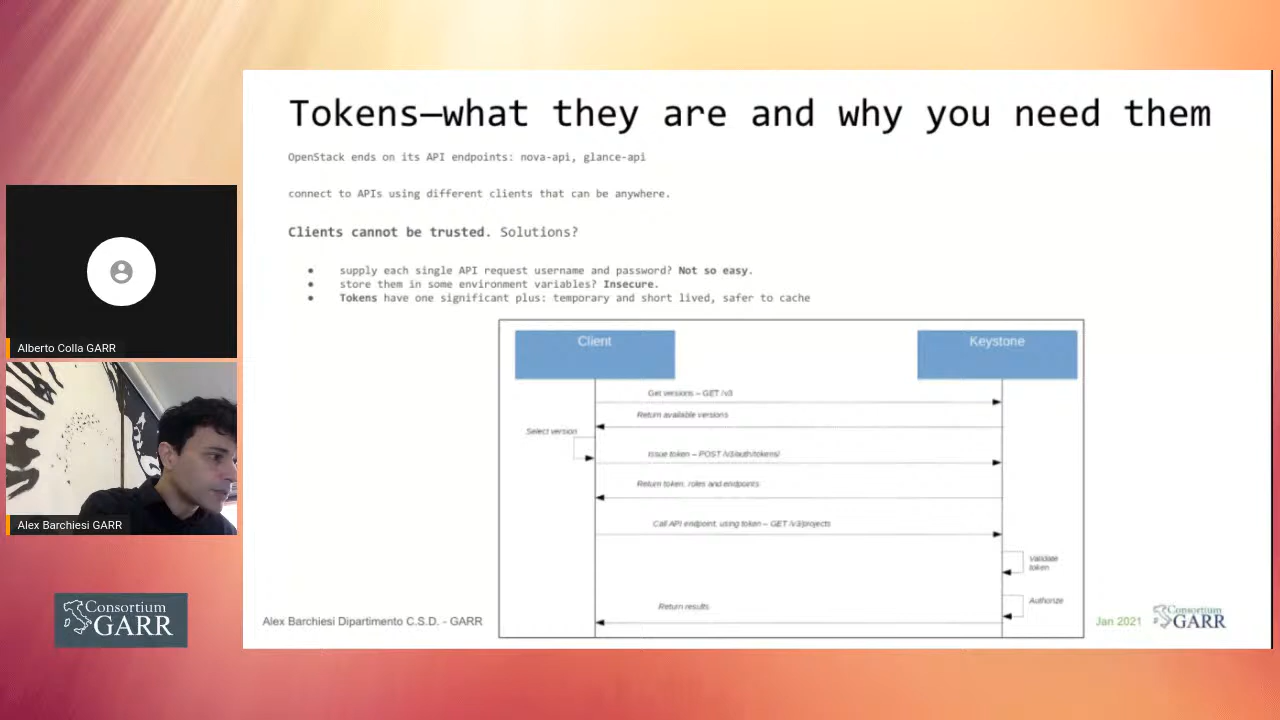 Tokens—what they are and why you need them
OpenStack ends on its API endpoints: nova-api, glance-api
connect to APIs using different clients that can be anywhere.
Clients cannot be trusted. Solutions?
• supply each single API request username and password? Not so easy.
• store them in some environment variables? Insecure.
• Tokens have one significant plus: temporary and short lived, safer to cache
Client
Keystone
Get versions – GET /v3
Return available versions
Select version
Issue token – POST /v3/auth/tokens/
Return token, roles and endpoints
Call API endpoint, using token – GET /v3/projects
Validate
token
Authorize
Return results
Alex Barchiesi Dipartimento C.S.D. - GARR
Jan 2021
Consortium
GARR
Alberto Colla GARR
Alex Barchiesi GARR
Consortium
GARR